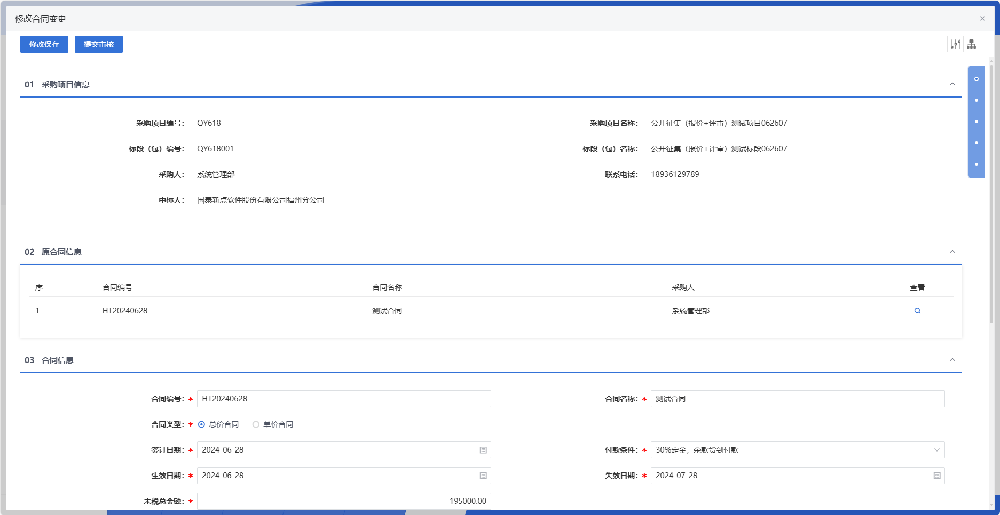 修改合同变更
修改保存 提交审核
01 采购项目信息
采购项目编号： QY618 采购项目名称： 公开征集（报价+评审）测试项目062607
标段（包）编号： QY618001 标段（包）名称： 公开征集（报价+评审）测试标段062607
采购人： 系统管理部 联系电话： 18936129789
中标人： 国泰新点软件股份有限公司福州分公司
02 原合同信息
序 合同编号 合同名称 采购人 查看
1 HT20240628 测试合同 系统管理部
03 合同信息
合同编号：* HT20240628 合同名称：* 测试合同
合同类型：* 总价合同 单价合同
签订日期：* 2024-06-28 付款条件：* 30%定金，余款货到付款
生效日期：* 2024-06-28 失效日期：* 2024-07-28
未税总金额：* 195000.00